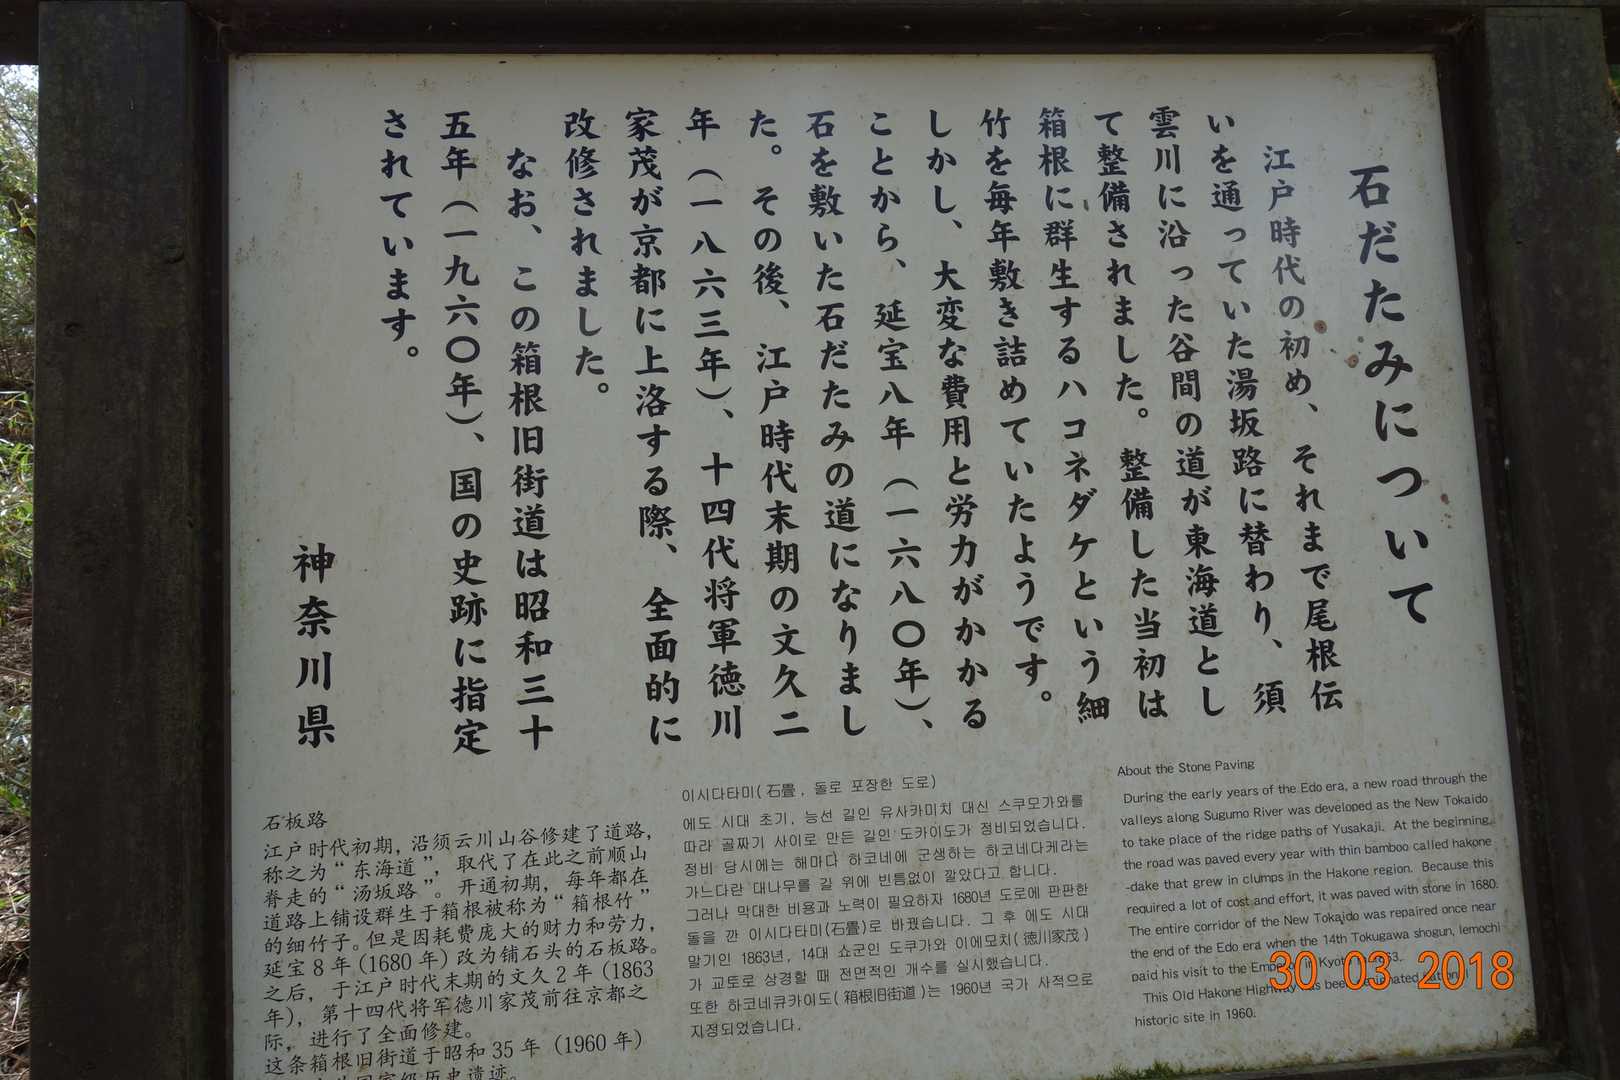 石だたみについて
江戸時代の初め、それまで尾根伝
いを通っていた湯坂路に替わり、須
雲川に沿った谷間の道が東海道とし
て整備されました。整備した当初は
箱根に群生するハコネダケという細
竹を毎年敷き詰めていたようです。
しかし、大変な費用と労力がかかる
ことから、延宝八年(一六八〇年)、
石を敷いた石だたみの道になりまし
た。その後、江戸時代末期の文久二
年(一八六三年)、十四代将軍徳川
家茂が京都に上洛する際、全面的に
改修されました。
なお、この箱根旧街道は昭和三十
五年(一九六〇年)、国の史跡に指定
されています。
神奈川県
石板路
江户时代初期,沿须云川山谷修建了道路,
称之为“东海道”,取代了在此之前顺山
脊走的“汤坂路”。开通初期,每年都在
道路上铺设群生于箱根被称为“箱根竹”
的细竹子。但是因耗费庞大的财力和劳力,
延宝8年(1680年)改为铺石头的石板路。
之后,于江户时代末期的文久2年(1863
年),第十四代将军德川家茂前往京都之
际,进行了全面修建。
这条箱根旧街道于昭和35年(1960年)
国家级历史遗迹。
이시다타미(石畳, 돌로 포장한 도로)
에도 시대 초기, 능선 길인 유사카미치 대신 스쿠모가와를
따라 골짜기 사이로 만든 길인 도카이도가 정비되었습니다.
정비 당시에는 해마다 하코네에 군생하는 하코네다케라는
가느다란 대나무를 길 위에 빈틈없이 깔았다고 합니다.
그러나 막대한 비용과 노력이 필요하자 1680년 도로에 판판한
돌을 깐 이시다타미(石畳)로 바꿨습니다. 그 후 에도 시대
말기인 1863년, 14대 쇼군인 도쿠가와 이에모치(徳川家茂)
가 교토로 상경할 때 전면적인 개수를 실시했습니다.
또한 하코네큐카이도(箱根旧街道)는 1960년 국가 사적으로
지정되었습니다.
About the Stone Paving
During the early years of the Edo era, a new road through the
valleys along Sugumo River was developed as the New Tokaido
to take place of the ridge paths of Yusakaji. At the beginning,
the road was paved every year with thin bamboo called hakone
-dake that grew in clumps in the Hakone region. Because this
required a lot of cost and effort, it was paved with stone in 1680.
The entire corridor of the New Tokaido was repaired once near
the end of the Edo era when the 14th Tokugawa shogun, Iemochi
paid his visit to the Emperor in Kyoto
This Old Hakone Highway has been designated national
historic site in 1960.
30 03 2018